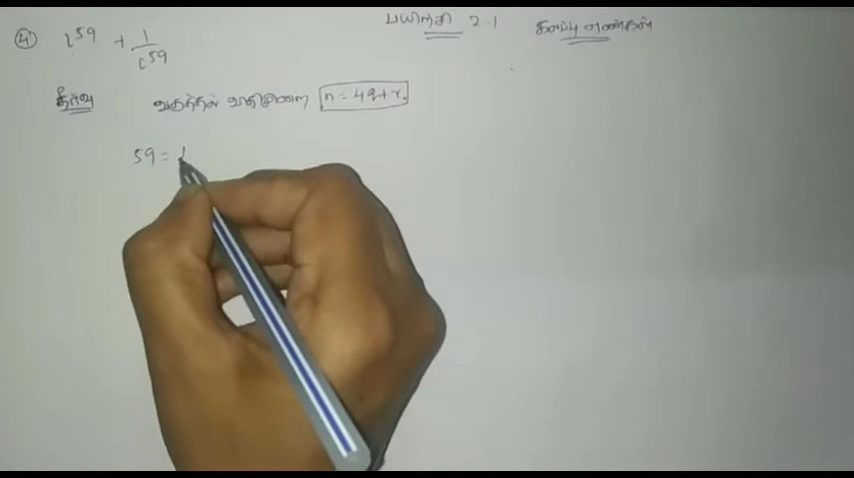 பயிற்சி 2.1 கலப்பு எண்கள்
④ i⁵⁹ + 1/i⁵⁹
தீர்வு வகுத்தல் வழிமுறை n = 4q + r.
59 =